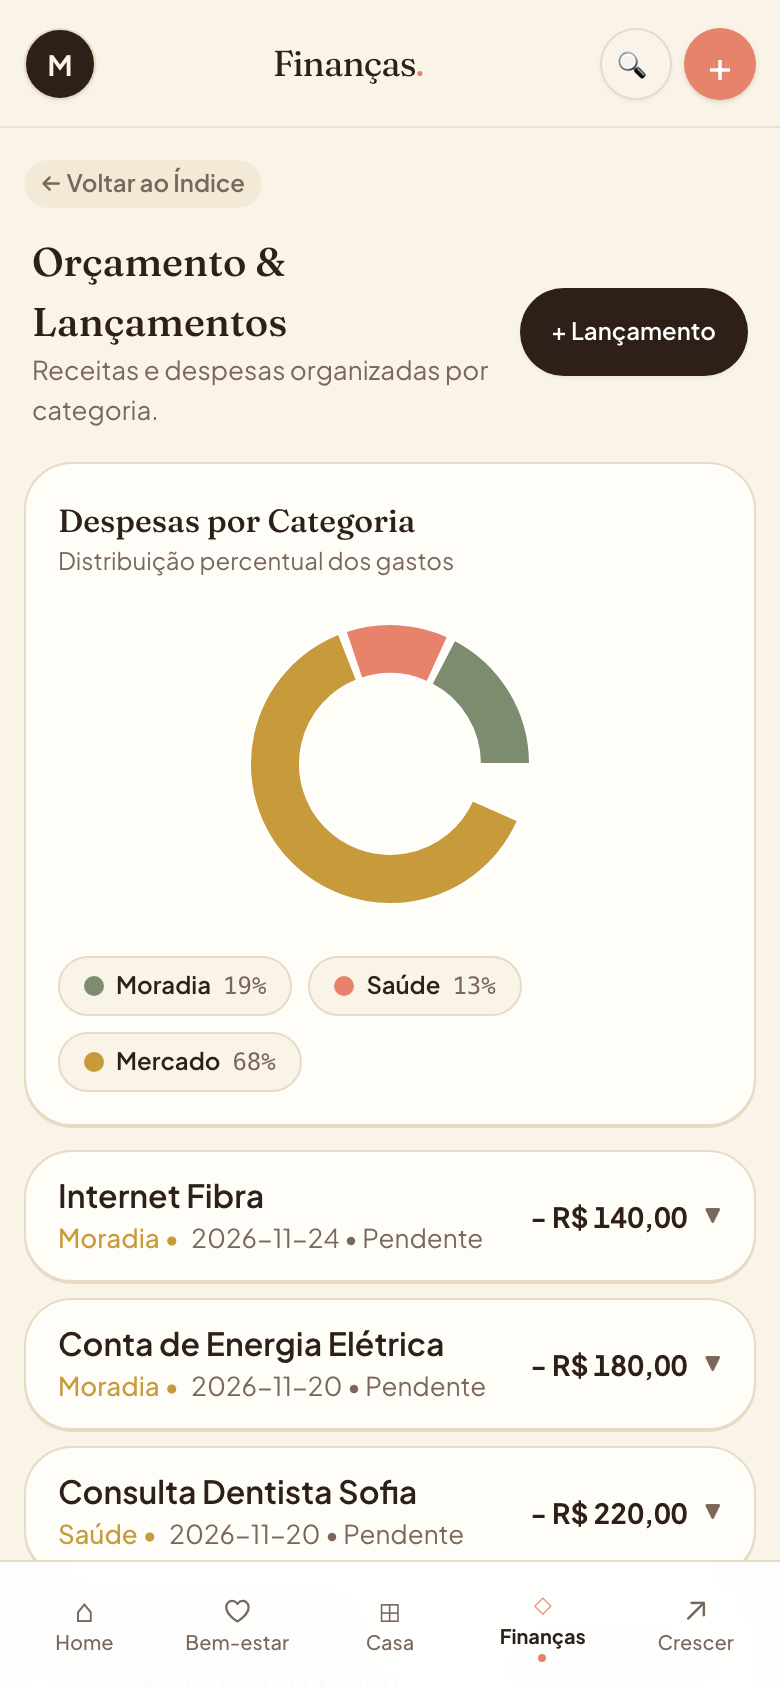 M
Finanças.
+
← Voltar ao Índice
Orçamento &
Lançamentos
+ Lançamento
Receitas e despesas organizadas por
categoria.
Despesas por Categoria
Distribuição percentual dos gastos
Moradia 19%
Saúde 13%
Mercado 68%
Internet Fibra
Moradia • 2026-11-24 • Pendente
- R$ 140,00 ▼
Conta de Energia Elétrica
Moradia • 2026-11-20 • Pendente
- R$ 180,00 ▼
Consulta Dentista Sofia
Saúde • 2026-11-20 • Pendente
- R$ 220,00 ▼
Home
Bem-estar
Casa
Finanças
Crescer